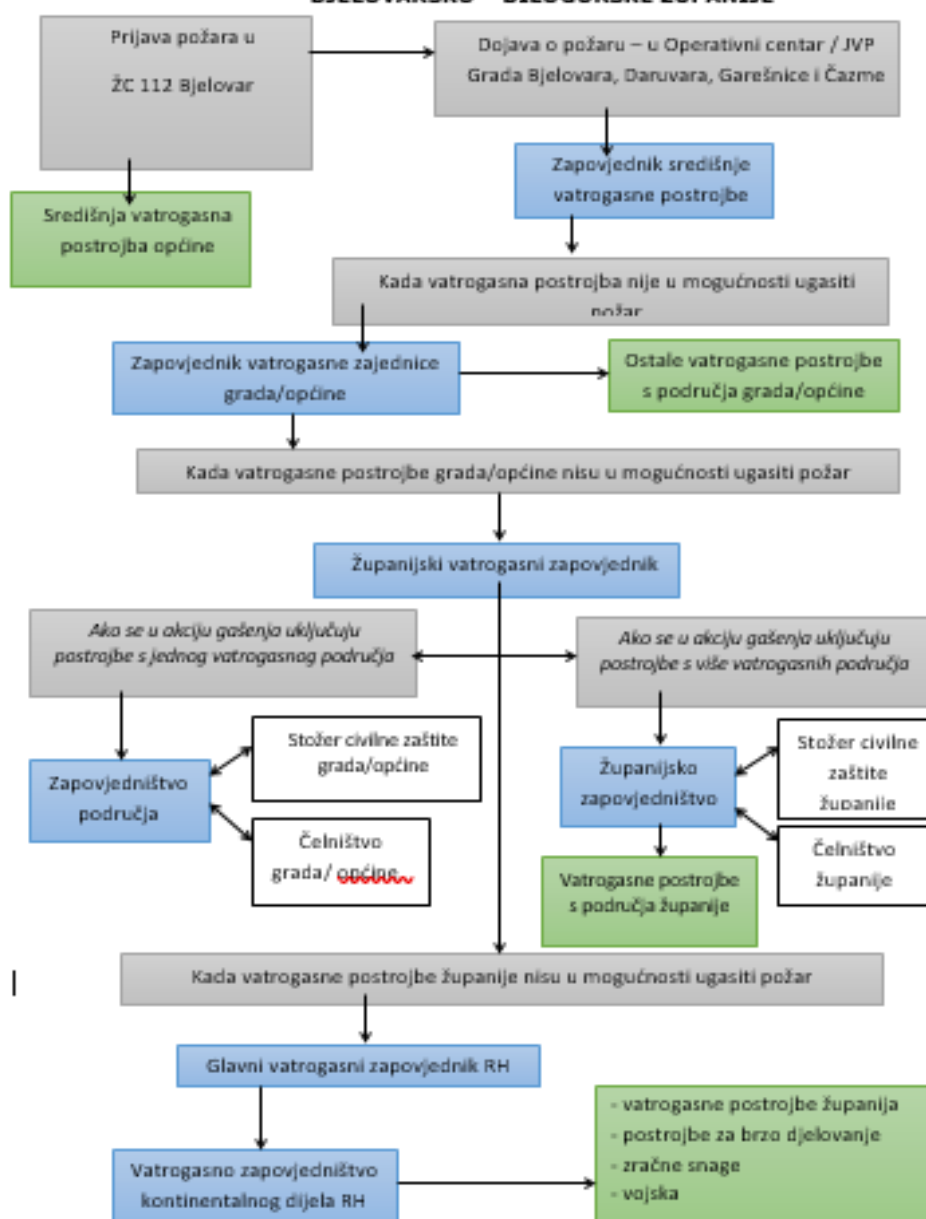 BJELOVARSKO – BILOGORSKE ŽUPANIJE
Prijava požara u
ŽC 112 Bjelovar
Dojava o požaru – u Operativni centar / JVP
Grada Bjelovara, Daruvara, Garešnice i Čazme
Zapovjednik središnje
vatrogasne postrojbe
Središnja vatrogasna
postrojba općine
Kada vatrogasna postrojba nije u mogućnosti ugasiti
požar
Zapovjednik vatrogasne zajednice
grada/općine
Ostale vatrogasne postrojbe
s područja grada/općine
Kada vatrogasne postrojbe grada/općine nisu u mogućnosti ugasiti požar
Županijski vatrogasni zapovjednik
Ako se u akciju gašenja uključuju
postrojbe s jednog vatrogasnog područja
Ako se u akciju gašenja uključuju
postrojbe s više vatrogasnih područja
Zapovjedništvo
područja
Stožer civilne zaštite
grada/općine
Čelništvo
grada/ općine
Županijsko
zapovjedništvo
Stožer civilne
zaštite
županije
Čelništvo
županije
Vatrogasne postrojbe
s područja županije
Kada vatrogasne postrojbe županije nisu u mogućnosti ugasiti požar
Glavni vatrogasni zapovjednik RH
Vatrogasno zapovjedništvo
kontinentalnog dijela RH
- vatrogasne postrojbe županija
- postrojbe za brzo djelovanje
- zračne snage
- vojska